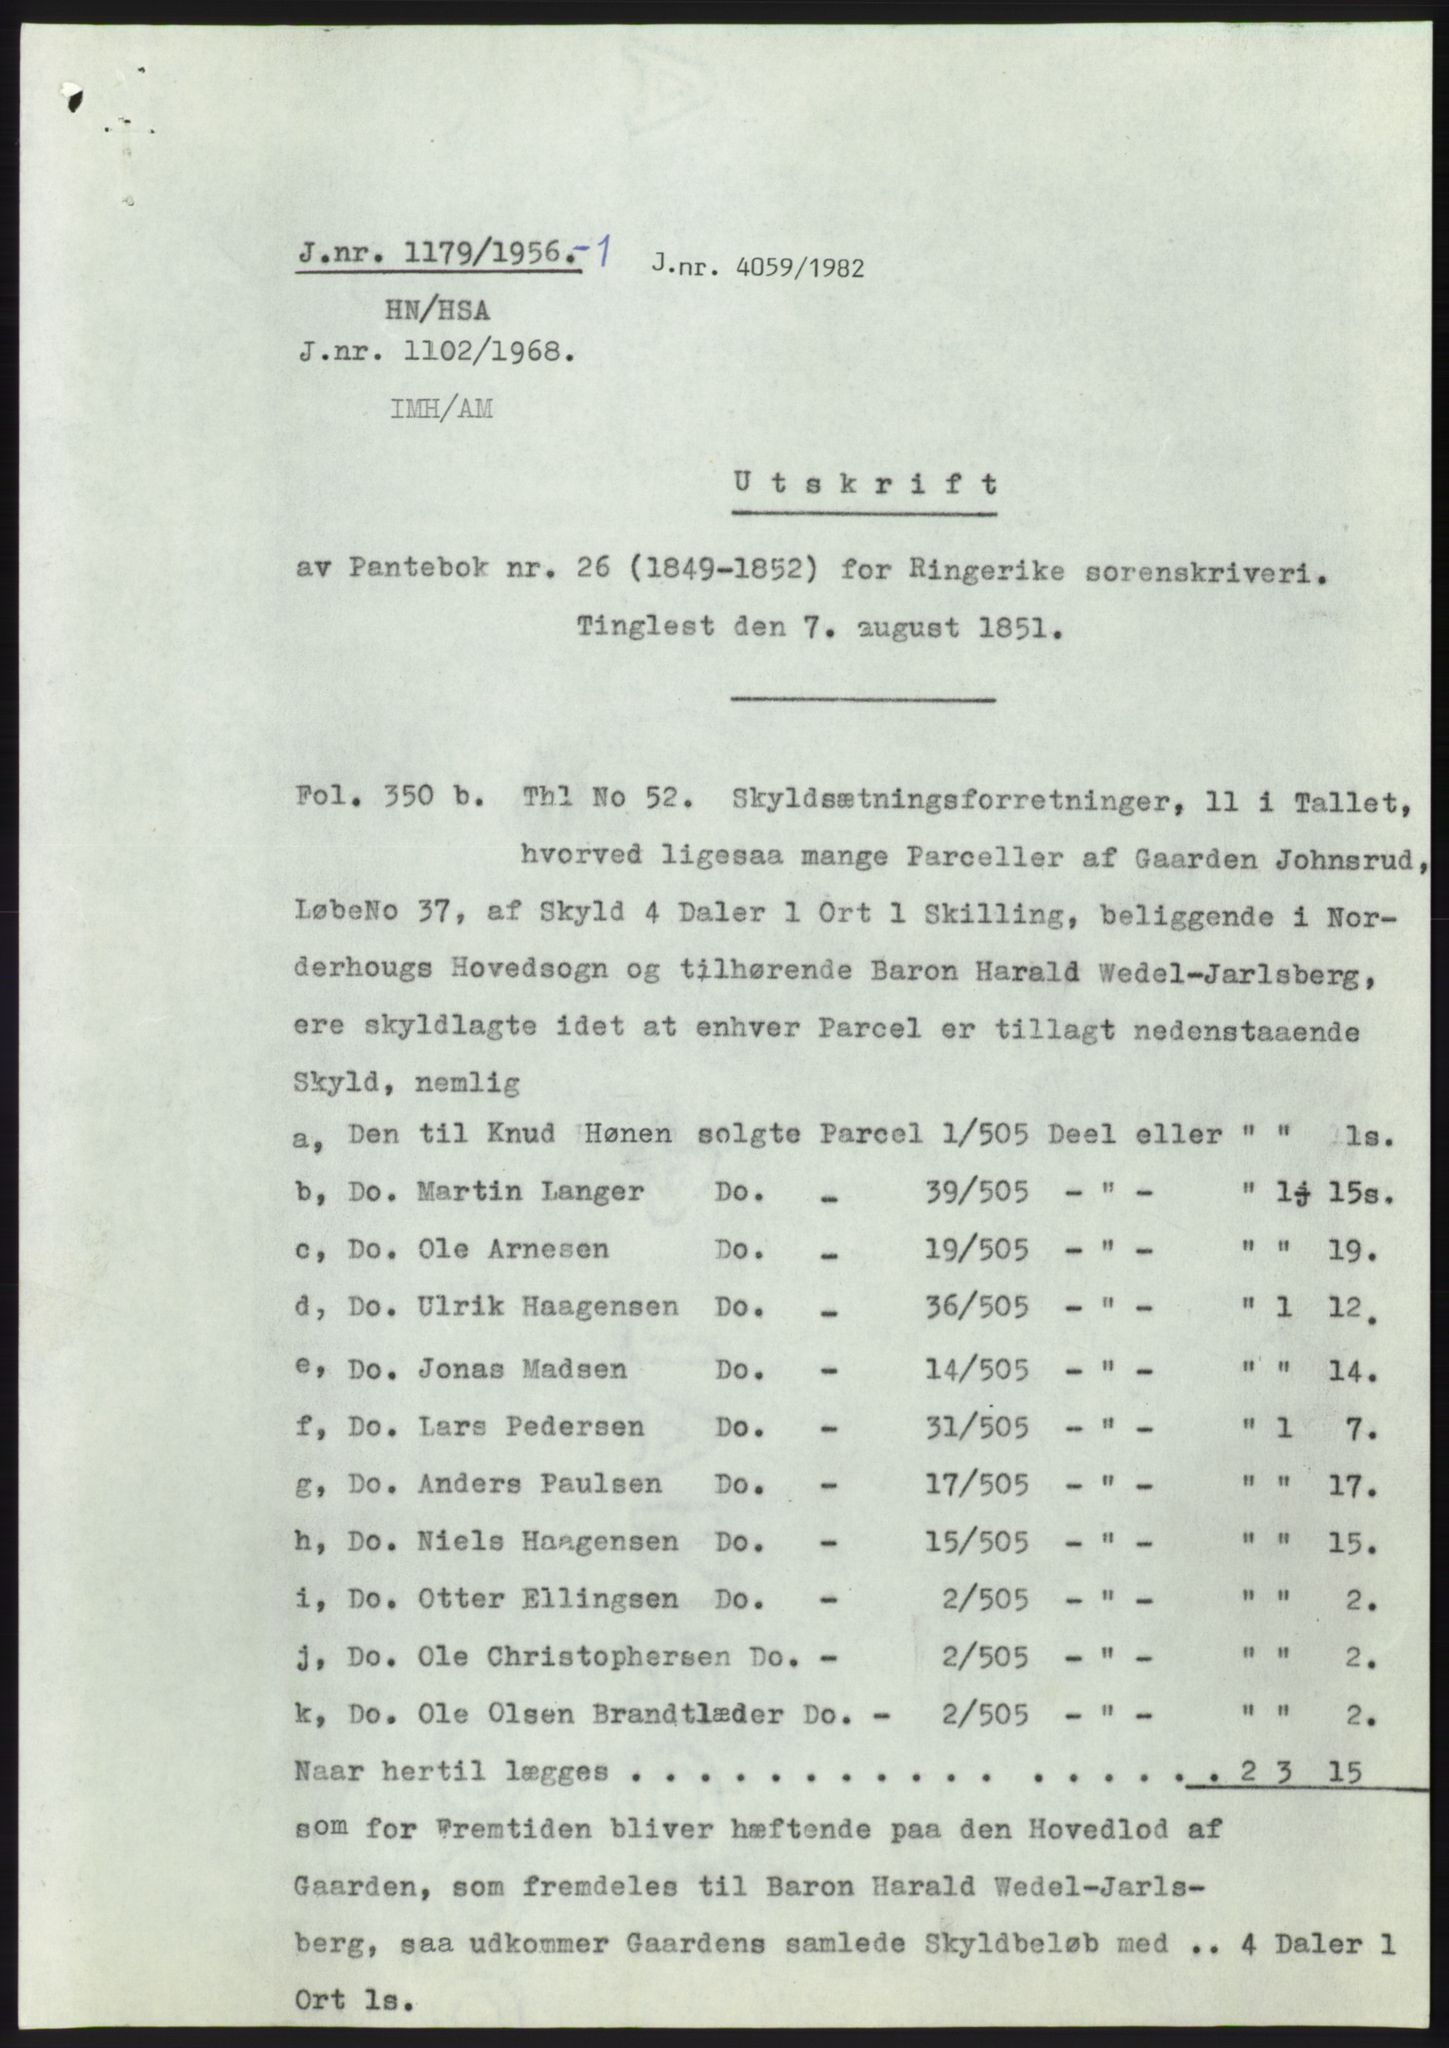 J.nr. 1179/1956.-1 J.nr. 4059/1982
HN/HSA
J.nr. 1102/1968.
IMH/AM
U t s k r i f t
av Pantebok nr. 26 (1849-1852) for Ringerike sorenskriveri.
Tinglest den 7. august 1851.
Fol. 350 b. Thl No 52. Skyldsætningsforretninger, 11 i Tallet,
hvorved ligesaa mange Parceller af Gaarden Johnsrud,
LøbeNo 37, af Skyld 4 Daler 1 Ort 1 Skilling, beliggende i Nor-
derhougs Hovedsogn og tilhørende Baron Harald Wedel-Jarlsberg,
ere skyldlagte idet at enhver Parcel er tillagt nedenstaaende
Skyld, nemlig
a, Den til Knud Hønen solgte Parcel 1/505 Deel eller " " 1s.
b, Do. Martin Langer Do. - 39/505 - " - " 1 15s.
c, Do. Ole Arnesen Do. - 19/505 - " - " " 19.
d, Do. Ulrik Haagensen Do. - 36/505 - " - " 1 12.
e, Do. Jonas Madsen Do. - 14/505 - " - " " 14.
f, Do. Lars Pedersen Do. - 31/505 - " - " 1 7.
g, Do. Anders Paulsen Do. - 17/505 - " - " " 17.
h, Do. Niels Haagensen Do. - 15/505 - " - " " 15.
i, Do. Otter Ellingsen Do. - 2/505 - " - " " 2.
j, Do. Ole Christophersen Do. - 2/505 - " - " " 2.
k, Do. Ole Olsen Brandtlæder Do. - 2/505 - " - " " 2.
Naar hertil lægges . . . . . . . . . . . . . . . . . 2 3 15
som for Fremtiden bliver hæftende paa den Hovedlod af
Gaarden, som fremdeles til Baron Harald Wedel-Jarls-
berg, saa udkommer Gaardens samlede Skyldbeløb med .. 4 Daler 1
Ort 1s.